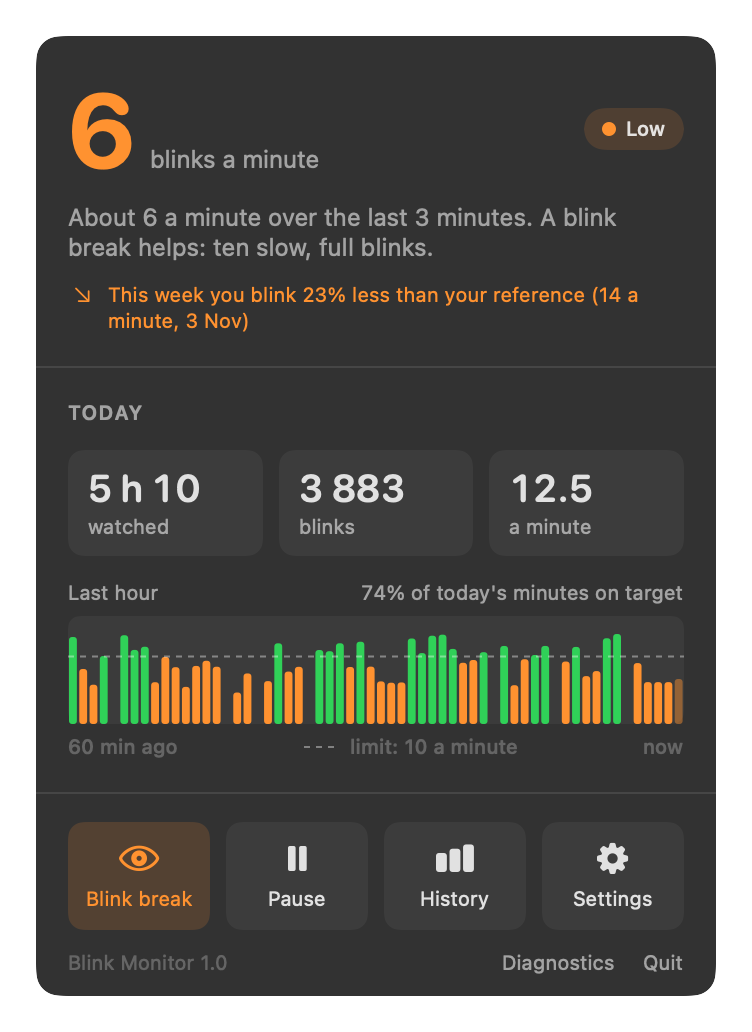 6 blinks a minute
Low
About 6 a minute over the last 3 minutes. A blink
break helps: ten slow, full blinks.
This week you blink 23% less than your reference (14 a
minute, 3 Nov)
TODAY
5 h 10
watched
3 883
blinks
12.5
a minute
Last hour
74% of today's minutes on target
60 min ago
limit: 10 a minute
now
Blink break
Pause
History
Settings
Blink Monitor 1.0
Diagnostics
Quit